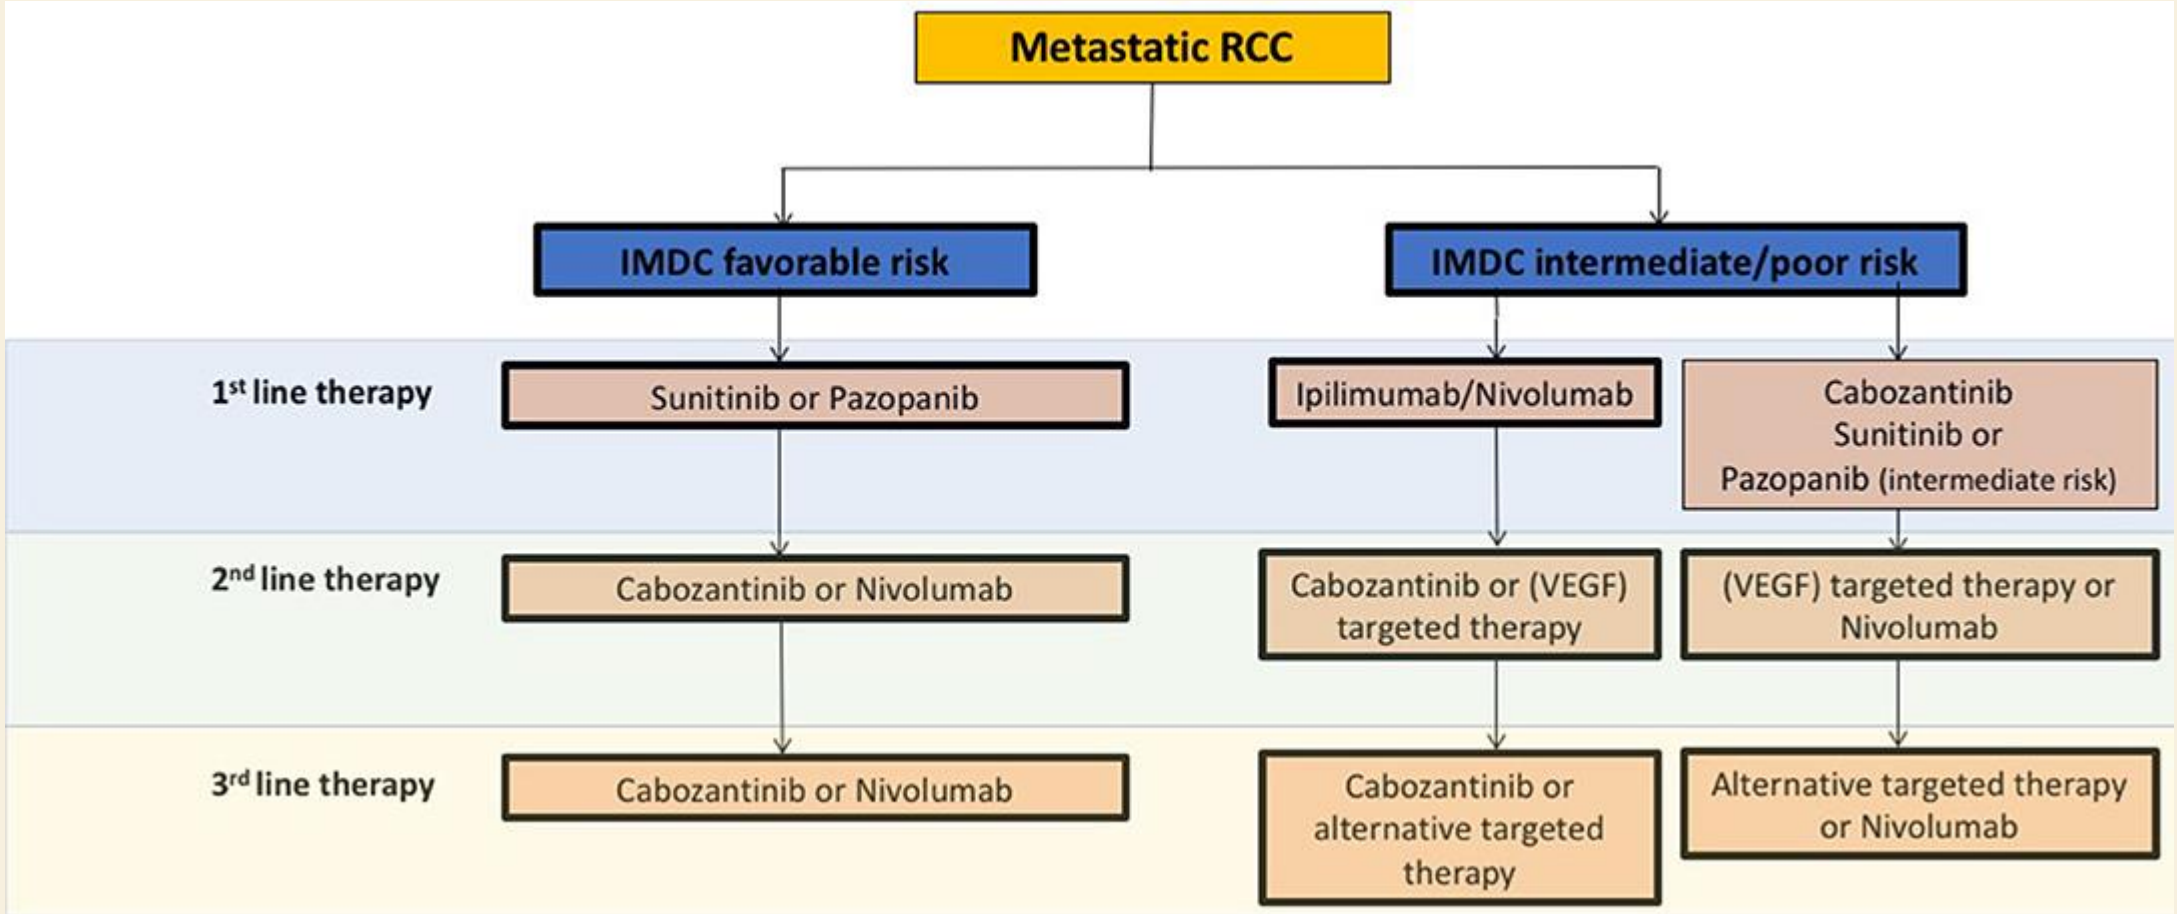 Metastatic RCC
IMDC favorable risk
IMDC intermediate/poor risk
1st line therapy
Sunitinib or Pazopanib
Ipilimumab/Nivolumab
Cabozantinib
Sunitinib or
Pazopanib (intermediate risk)
2nd line therapy
Cabozantinib or Nivolumab
Cabozantinib or (VEGF)
targeted therapy
(VEGF) targeted therapy or
Nivolumab
3rd line therapy
Cabozantinib or Nivolumab
Cabozantinib or
alternative targeted
therapy
Alternative targeted therapy
or Nivolumab